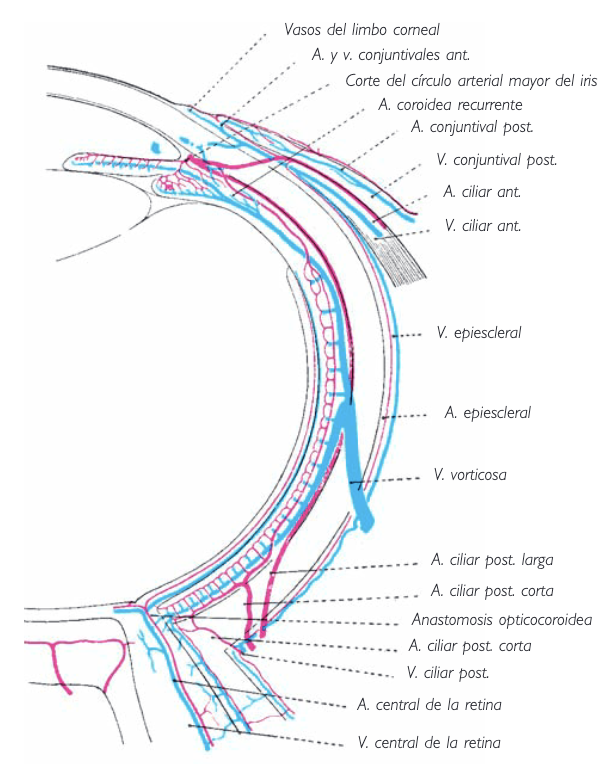 Vasos del limbo corneal
A. y v. conjuntivales ant.
Corte del círculo arterial mayor del iris
A. coroidea recurrente
A. conjuntival post.
V. conjuntival post.
A. ciliar ant.
V. ciliar ant.
V. epiescleral
A. epiescleral
V. vorticosa
A. ciliar post. larga
A. ciliar post. corta
Anastomosis opticocoroidea
A. ciliar post. corta
V. ciliar post.
A. central de la retina
V. central de la retina